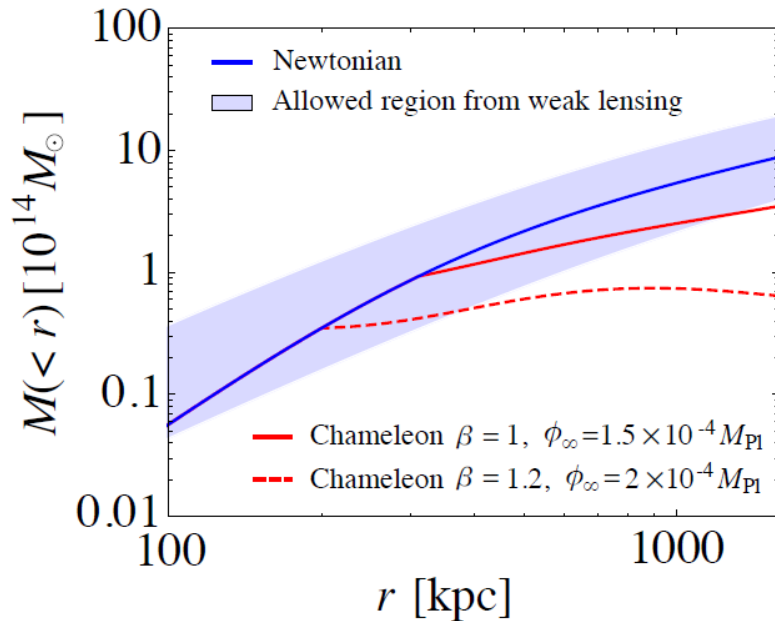 100
Newtonian
Allowed region from weak lensing
10
M(< r) [10^14 M_⊙]
1
0.1
Chameleon β = 1, ϕ_∞=1.5×10^-4 M_Pl
Chameleon β = 1.2, ϕ_∞=2×10^-4 M_Pl
0.01
100
1000
r [kpc]